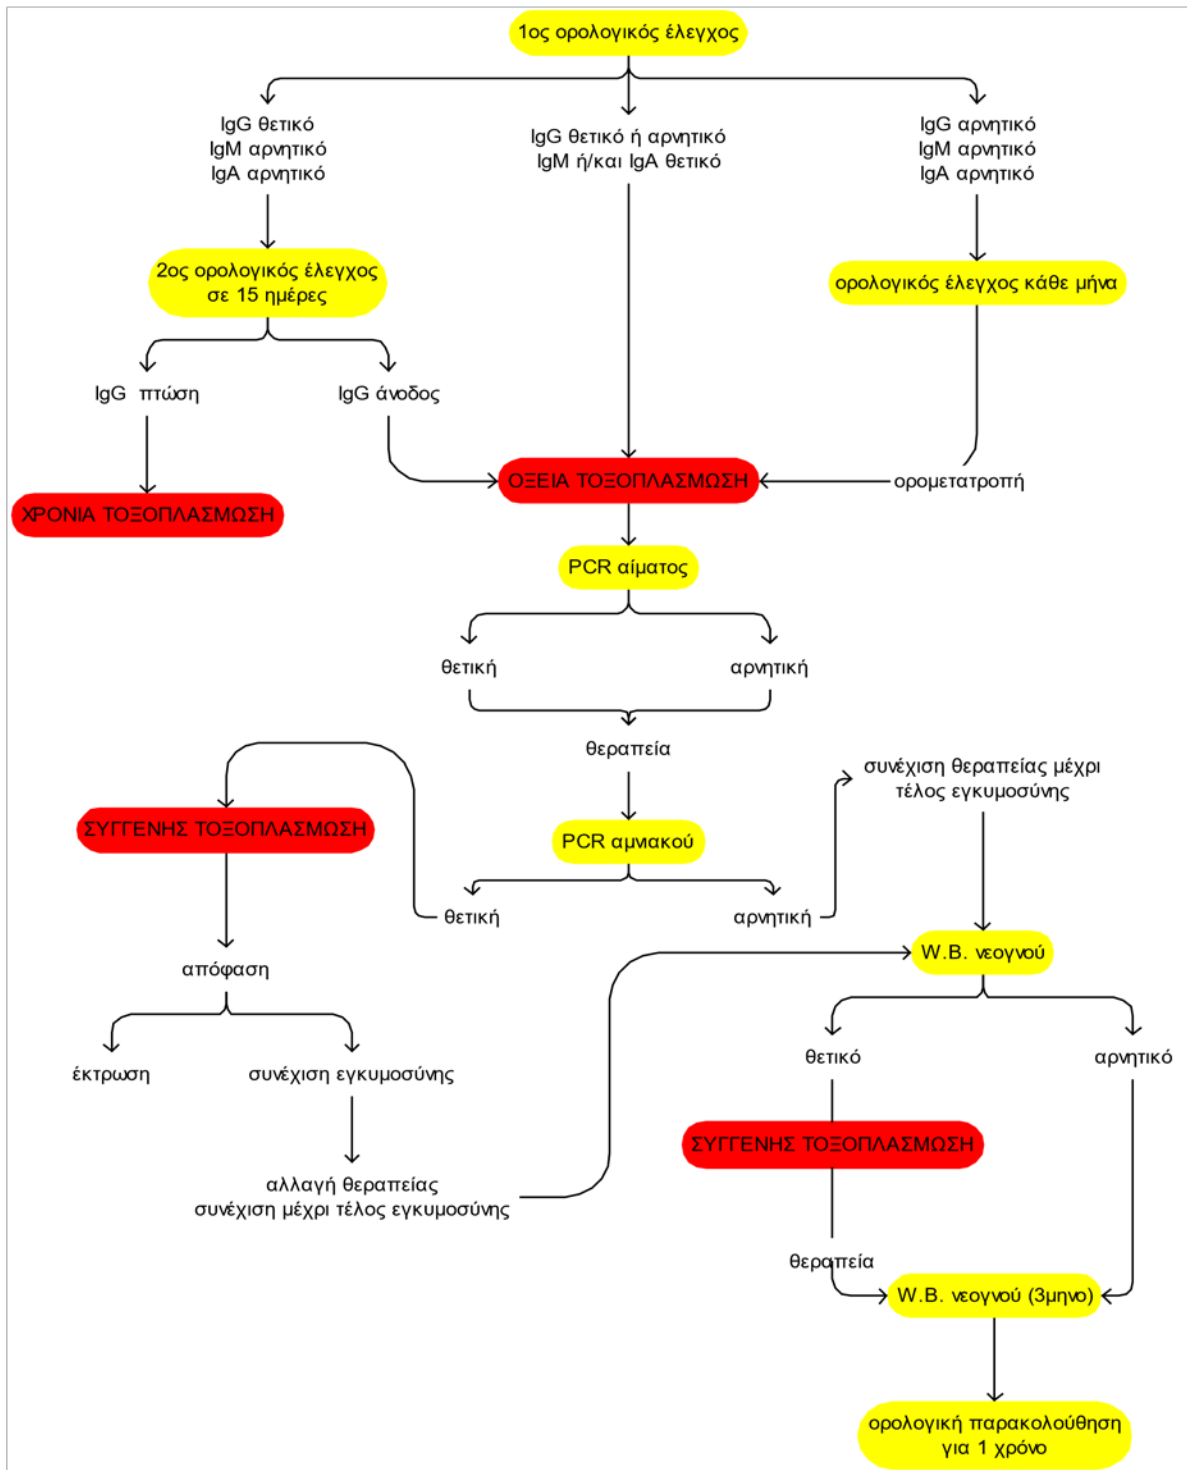 1ος ορολογικός έλεγχος
IgG θετικό
IgM αρνητικό
IgA αρνητικό
IgG θετικό ή αρνητικό
IgM ή/και IgA θετικό
IgG αρνητικό
IgM αρνητικό
IgA αρνητικό
2ος ορολογικός έλεγχος
σε 15 ημέρες
ορολογικός έλεγχος κάθε μήνα
IgG πτώση
IgG άνοδος
ΟΞΕΙΑ ΤΟΞΟΠΛΑΣΜΩΣΗ
ορομετατροπή
ΧΡΟΝΙΑ ΤΟΞΟΠΛΑΣΜΩΣΗ
PCR αίματος
θετική
αρνητική
θεραπεία
συνέχιση θεραπείας μέχρι
τέλος εγκυμοσύνης
ΣΥΓΓΕΝΗΣ ΤΟΞΟΠΛΑΣΜΩΣΗ
PCR αμνιακού
θετική
αρνητική
W.B. νεογνού
απόφαση
έκτρωση
συνέχιση εγκυμοσύνης
θετικό
αρνητικό
ΣΥΓΓΕΝΗΣ ΤΟΞΟΠΛΑΣΜΩΣΗ
αλλαγή θεραπείας
συνέχιση μέχρι τέλος εγκυμοσύνης
θεραπεία
W.B. νεογνού (3μηνο)
ορολογική παρακολούθηση
για 1 χρόνο